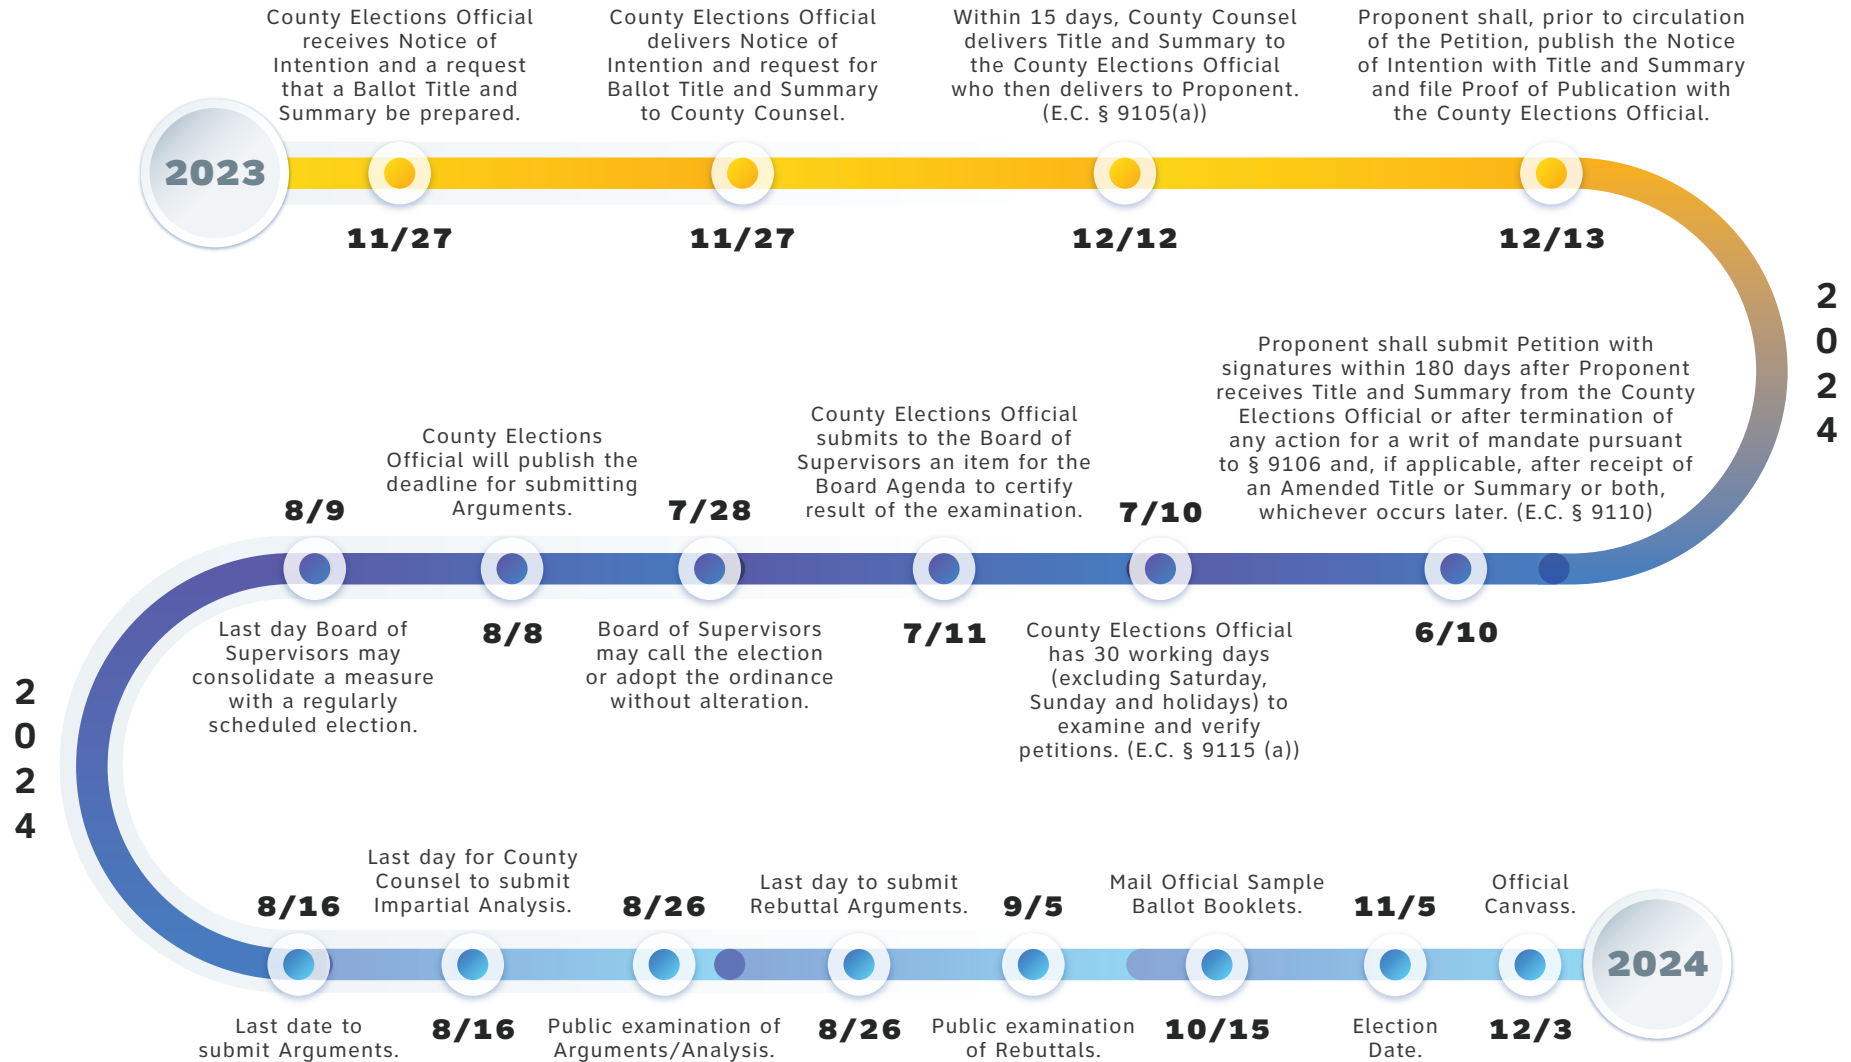 County Elections Official
receives Notice of
Intention and a request
that a Ballot Title and
Summary be prepared.
County Elections Official
delivers Notice of
Intention and request for
Ballot Title and Summary
to County Counsel.
Within 15 days, County Counsel
delivers Title and Summary to
the County Elections Official
who then delivers to Proponent.
(E.C. § 9105(a))
Proponent shall, prior to circulation
of the Petition, publish the Notice
of Intention with Title and Summary
and file Proof of Publication with
the County Elections Official.
2023
11/27
11/27
12/12
12/13
2
0
2
4
Proponent shall submit Petition with
signatures within 180 days after Proponent
receives Title and Summary from the County
Elections Official or after termination of
any action for a writ of mandate pursuant
to § 9106 and, if applicable, after receipt of
an Amended Title or Summary or both,
whichever occurs later. (E.C. § 9110)
6/10
7/10
County Elections Official
has 30 working days
(excluding Saturday,
Sunday and holidays) to
examine and verify
petitions. (E.C. § 9115 (a))
County Elections Official
submits to the Board of
Supervisors an item for the
Board Agenda to certify
result of the examination.
7/11
7/28
Board of Supervisors
may call the election
or adopt the ordinance
without alteration.
County Elections
Official will publish the
deadline for submitting
Arguments.
8/8
8/9
Last day Board of
Supervisors may
consolidate a measure
with a regularly
scheduled election.
2
0
2
4
8/16
Last date to
submit Arguments.
Last day for County
Counsel to submit
Impartial Analysis.
8/16
8/26
Public examination of
Arguments/Analysis.
Last day to submit
Rebuttal Arguments.
8/26
9/5
Public examination
of Rebuttals.
Mail Official Sample
Ballot Booklets.
10/15
11/5
Election
Date.
Official
Canvass.
12/3
2024